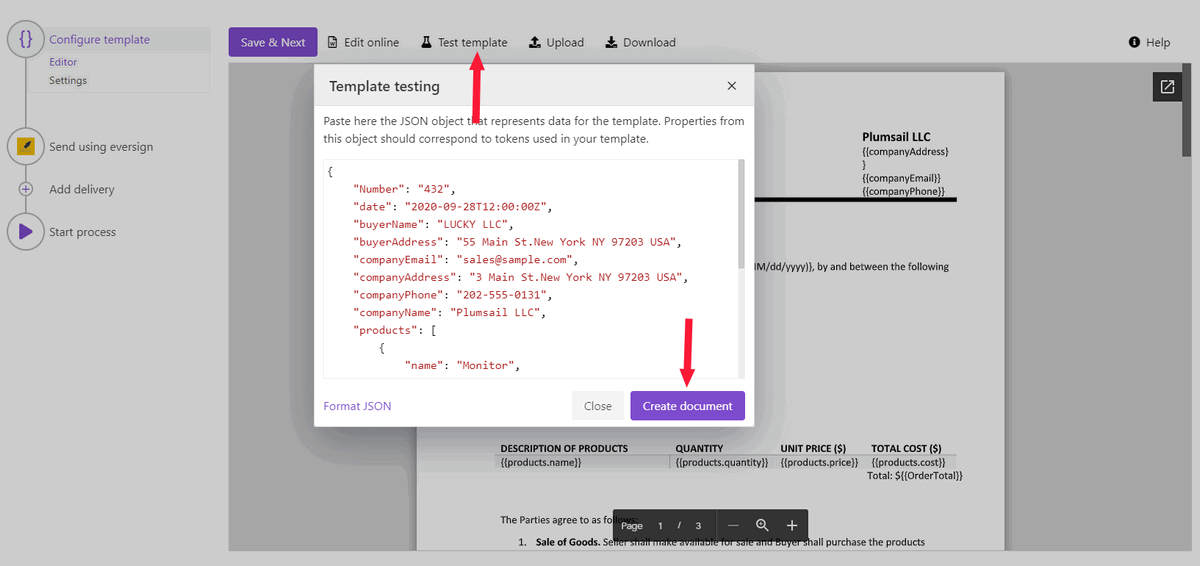 {}
Configure template
Editor
Settings
Send using eversign
Add delivery
Start process
Save & Next
Edit online
Test template
Upload
Download
Help
Template testing
Paste here the JSON object that represents data for the template. Properties from
this object should correspond to tokens used in your template.
{
"Number": "432",
"date": "2020-09-28T12:00:00Z",
"buyerName": "LUCKY LLC",
"buyerAddress": "55 Main St.New York NY 97203 USA",
"companyEmail": "sales@sample.com",
"companyAddress": "3 Main St.New York NY 97203 USA",
"companyPhone": "202-555-0131",
"companyName": "Plumsail LLC",
"products": [
{
"name": "Monitor",
Format JSON
Close
Create document
Plumsail LLC
{{companyAddress}
}
{{companyEmail}}
{{companyPhone}}
/dd/yyyy)}, by and between the following
DESCRIPTION OF PRODUCTS QUANTITY UNIT PRICE ($) TOTAL COST ($)
{{products.name}} {{products.quantity}} {{products.price}} {{products.cost}}
Total: ${{OrderTotal}}
The Parties agree to as follows:
Page 1 / 3
1. Sale of Goods. Seller shall make available for sale and Buyer shall purchase the products